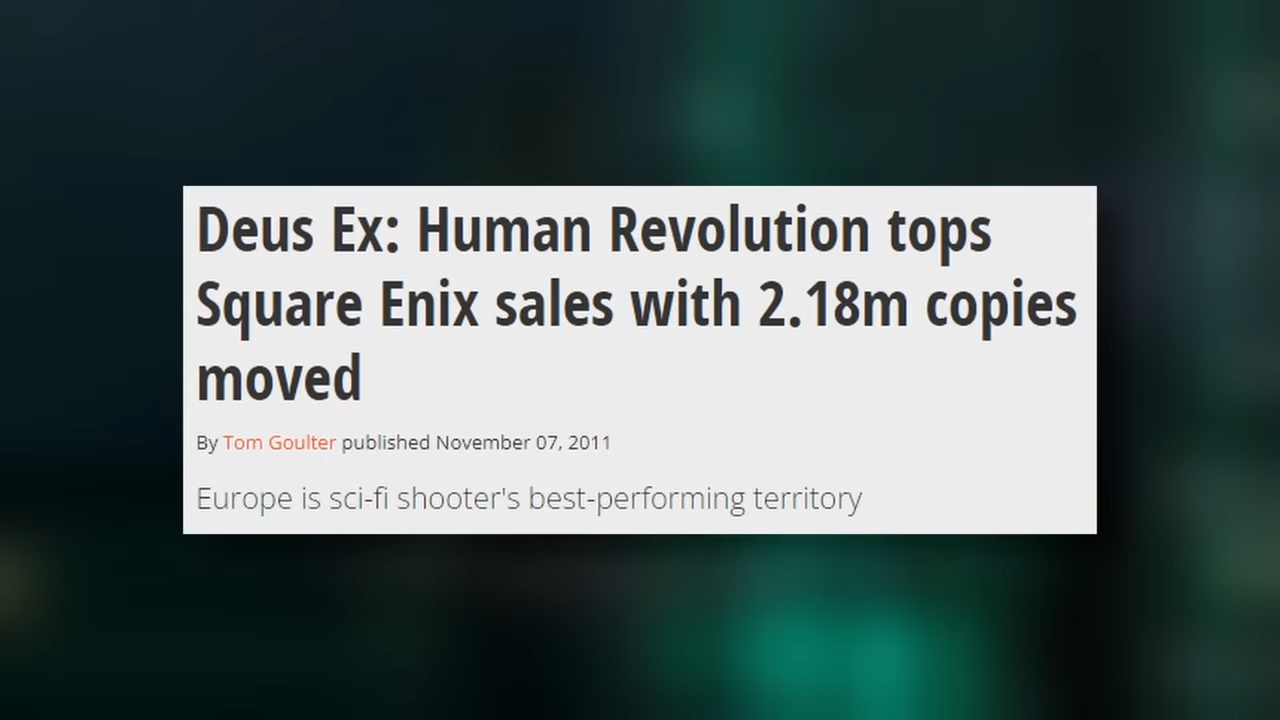 Deus Ex: Human Revolution tops
Square Enix sales with 2.18m copies
moved
By Tom Goulter published November 07, 2011
Europe is sci-fi shooter's best-performing territory